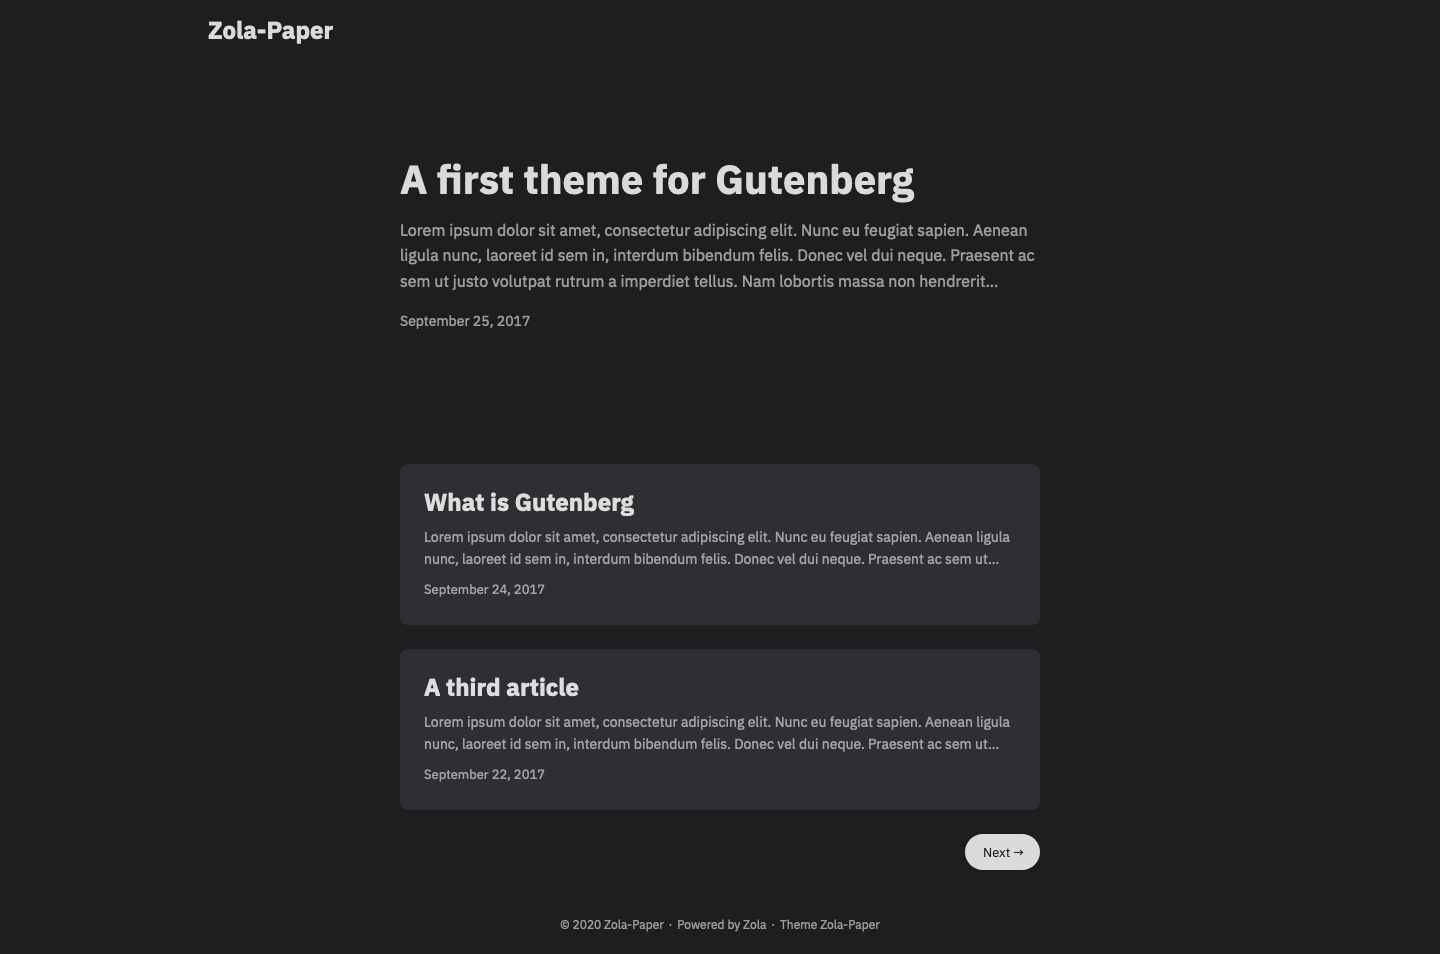 Zola-Paper
A first theme for Gutenberg
Lorem ipsum dolor sit amet, consectetur adipiscing elit. Nunc eu feugiat sapien. Aenean
ligula nunc, laoreet id sem in, interdum bibendum felis. Donec vel dui neque. Praesent ac
sem ut justo volutpat rutrum a imperdiet tellus. Nam lobortis massa non hendrerit...
September 25, 2017
What is Gutenberg
Lorem ipsum dolor sit amet, consectetur adipiscing elit. Nunc eu feugiat sapien. Aenean ligula
nunc, laoreet id sem in, interdum bibendum felis. Donec vel dui neque. Praesent ac sem ut...
September 24, 2017
A third article
Lorem ipsum dolor sit amet, consectetur adipiscing elit. Nunc eu feugiat sapien. Aenean ligula
nunc, laoreet id sem in, interdum bibendum felis. Donec vel dui neque. Praesent ac sem ut...
September 22, 2017
Next →
© 2020 Zola-Paper · Powered by Zola · Theme Zola-Paper